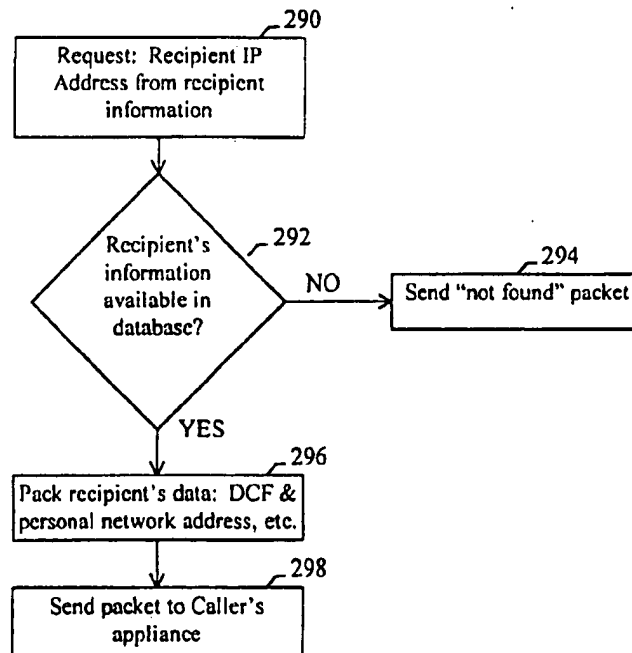 290
Request: Recipient IP
Address from recipient
information
292
Recipient's
information
available in
database?
NO
294
Send "not found" packet
YES
296
Pack recipient's data: DCF &
personal network address, etc.
298
Send packet to Caller's
appliance